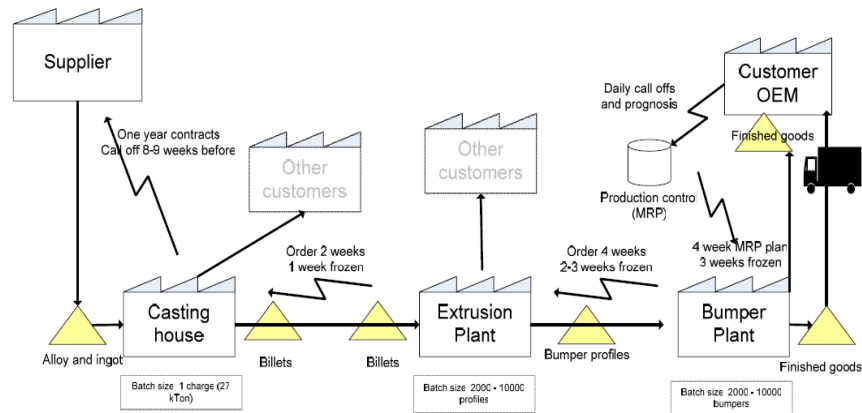 Supplier
Customer
OEM
Daily call offs
and prognosis
One year contracts
Call off 8-9 weeks before
Finished goods
Other
customers
Other
customers
Production control
(MRP)
Order 2 weeks
1 week frozen
Order 4 weeks
2-3 weeks frozen
4 week MRP plan
3 weeks frozen
Casting
house
Extrusion
Plant
Bumper
Plant
Alloy and ingot
Billets
Billets
Bumper profiles
Finished goods
Batch size 1 charge (27
kTon)
Batch size 2000 - 10000
profiles
Batch size 2000 - 10000
bumpers